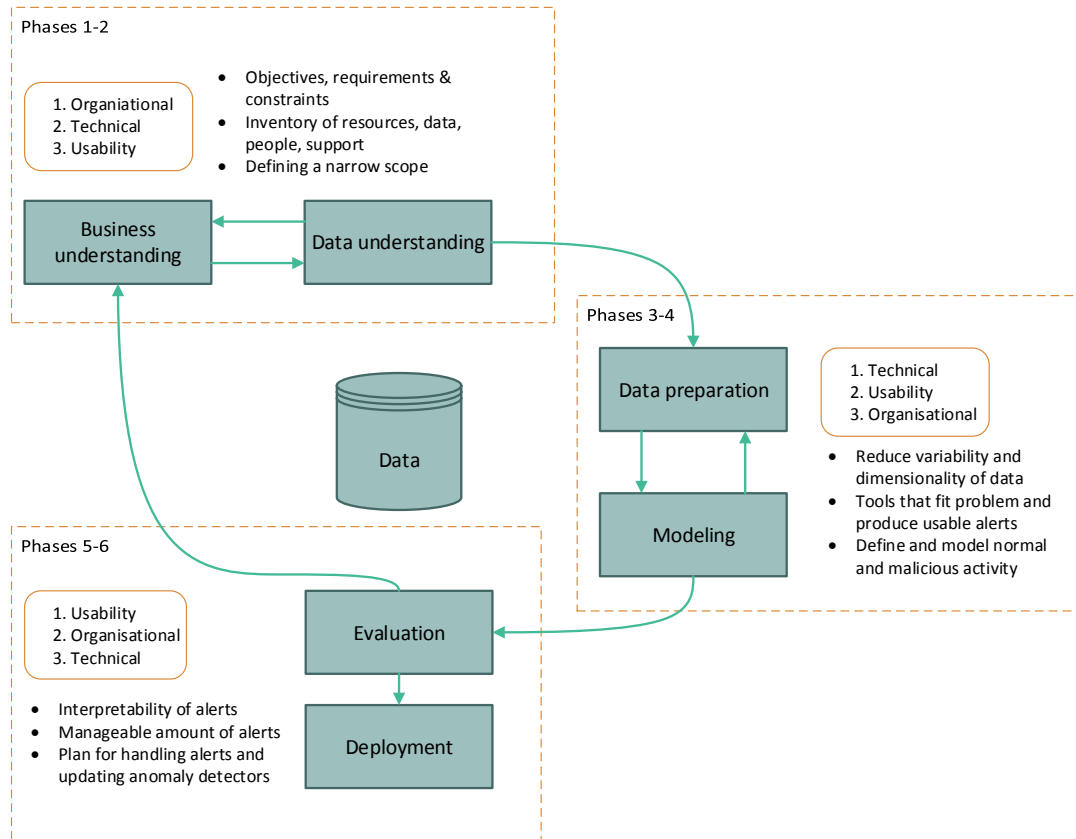 Phases 1-2
1. Organiational
2. Technical
3. Usability
• Objectives, requirements &
constraints
• Inventory of resources, data,
people, support
• Defining a narrow scope
Business
understanding
Data understanding
Phases 3-4
Data preparation
1. Technical
2. Usability
3. Organisational
Modeling
• Reduce variability and
dimensionality of data
• Tools that fit problem and
produce usable alerts
• Define and model normal
and malicious activity
Data
Phases 5-6
1. Usability
2. Organisational
3. Technical
Evaluation
• Interpretability of alerts
• Manageable amount of alerts
• Plan for handling alerts and
updating anomaly detectors
Deployment